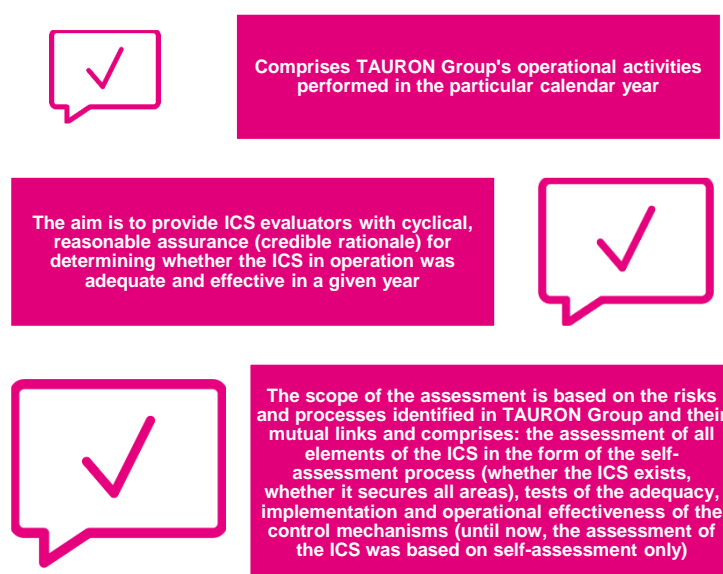 Comprises TAURON Group's operational activities
performed in the particular calendar year
The aim is to provide ICS evaluators with cyclical,
reasonable assurance (credible rationale) for
determining whether the ICS in operation was
adequate and effective in a given year
The scope of the assessment is based on the risks
and processes identified in TAURON Group and their
mutual links and comprises: the assessment of all
elements of the ICS in the form of the self-
assessment process (whether the ICS exists,
whether it secures all areas), tests of the adequacy,
implementation and operational effectiveness of the
control mechanisms (until now, the assessment of
the ICS was based on self-assessment only)